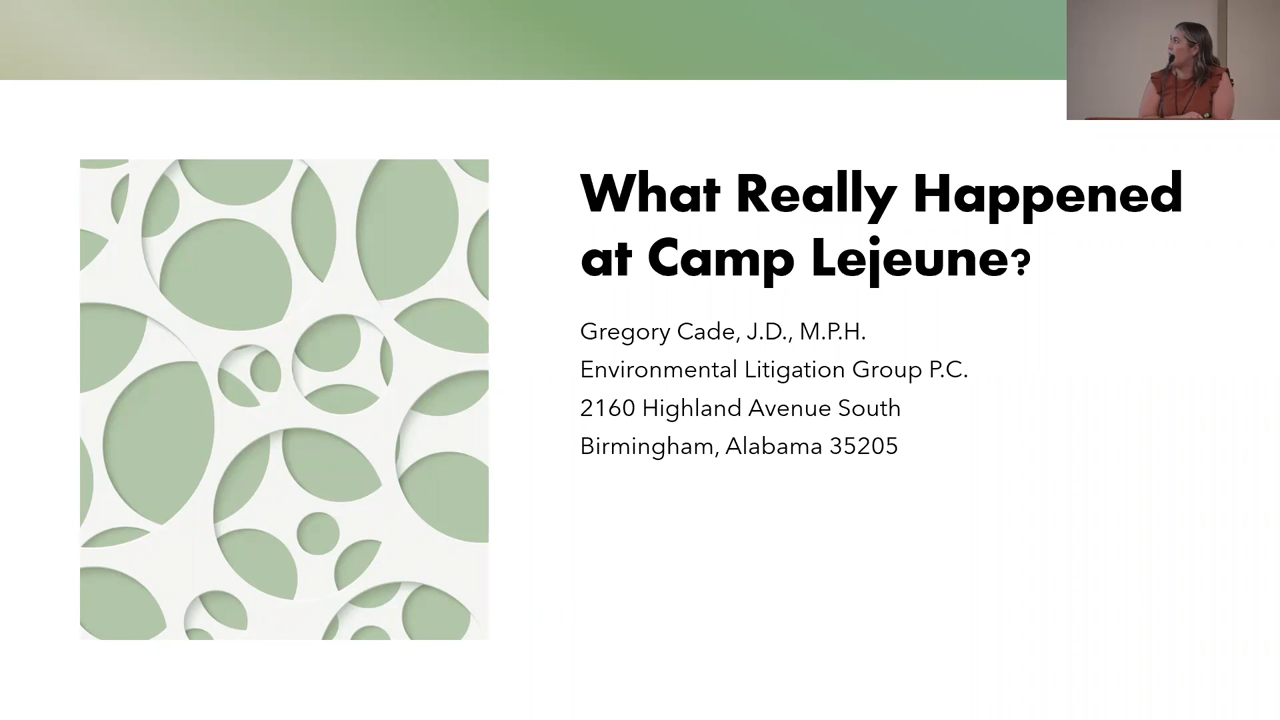 What Really Happened
at Camp Lejeune?
Gregory Cade, J.D., M.P.H.
Environmental Litigation Group P.C.
2160 Highland Avenue South
Birmingham, Alabama 35205